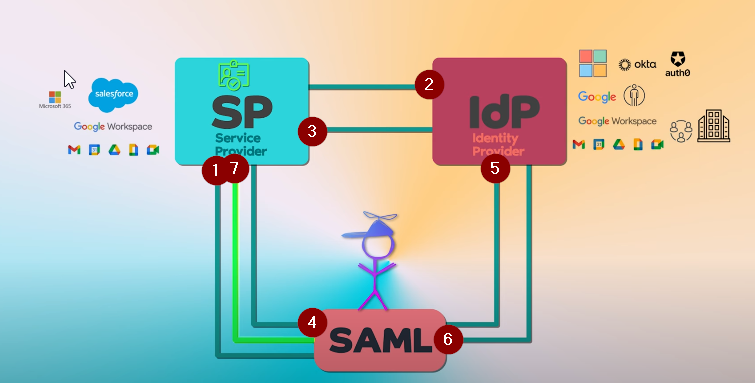 Microsoft 365
salesforce
Google Workspace
SP
Service
Provider
1
7
3
2
IdP
Identity
Provider
5
okta
auth0
Google
Google Workspace
4
SAML
6